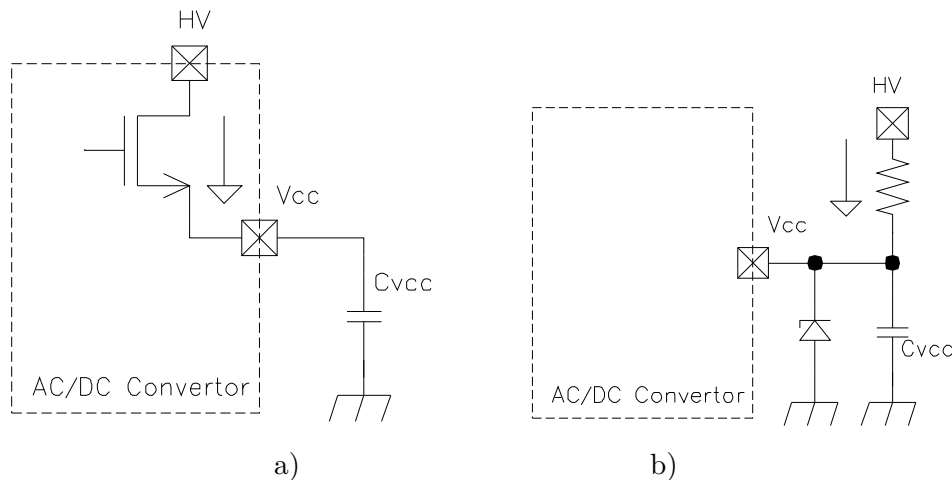 HV
Vcc
Cvcc
AC/DC Convertor
a)
HV
Vcc
Cvcc
AC/DC Convertor
b)